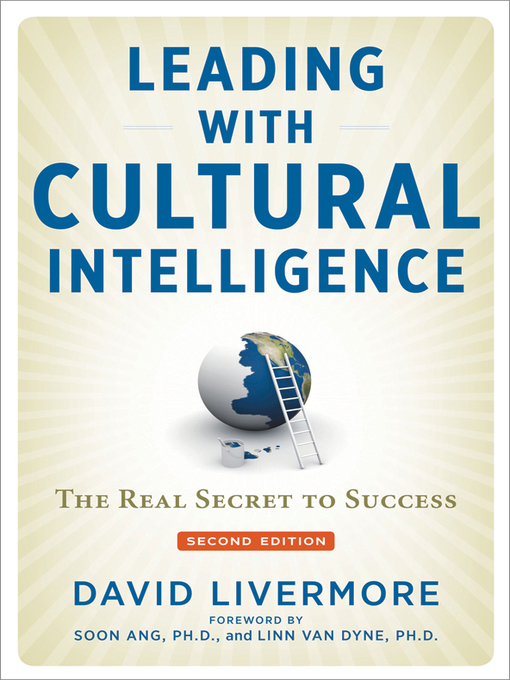 LEADING
WITH
CULTURAL
INTELLIGENCE
THE REAL SECRET TO SUCCESS
SECOND EDITION
DAVID LIVERMORE
FOREWORD BY
SOON ANG, PH.D., and LINN VAN DYNE, PH.D.